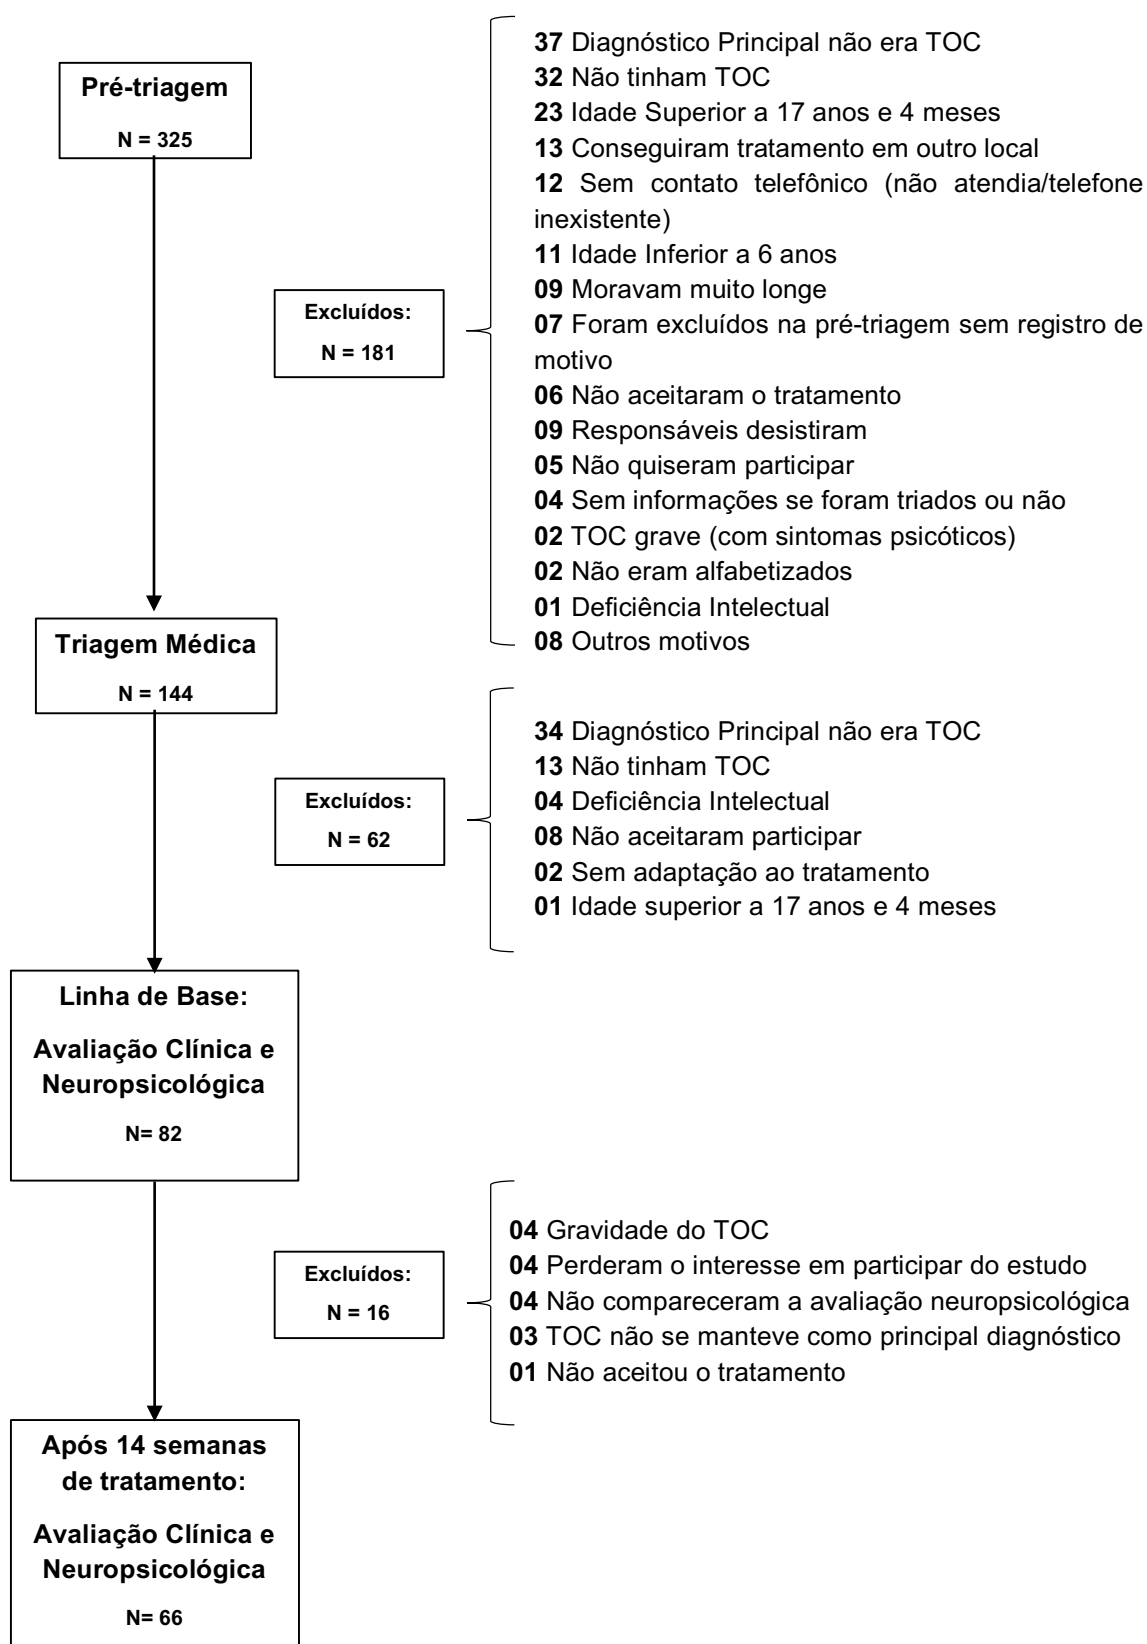 Pré-triagem
N = 325
37 Diagnóstico Principal não era TOC
32 Não tinham TOC
23 Idade Superior a 17 anos e 4 meses
13 Conseguiram tratamento em outro local
12 Sem contato telefônico (não atendia/telefone
inexistente)
11 Idade Inferior a 6 anos
09 Moravam muito longe
07 Foram excluídos na pré-triagem sem registro de
motivo
06 Não aceitaram o tratamento
09 Responsáveis desistiram
05 Não quiseram participar
04 Sem informações se foram triados ou não
02 TOC grave (com sintomas psicóticos)
02 Não eram alfabetizados
01 Deficiência Intelectual
08 Outros motivos
Excluídos:
N = 181
Triagem Médica
N = 144
34 Diagnóstico Principal não era TOC
13 Não tinham TOC
04 Deficiência Intelectual
08 Não aceitaram participar
02 Sem adaptação ao tratamento
01 Idade superior a 17 anos e 4 meses
Excluídos:
N = 62
Linha de Base:
Avaliação Clínica e
Neuropsicológica
N= 82
04 Gravidade do TOC
04 Perderam o interesse em participar do estudo
04 Não compareceram a avaliação neuropsicológica
03 TOC não se manteve como principal diagnóstico
01 Não aceitou o tratamento
Excluídos:
N = 16
Após 14 semanas
de tratamento:
Avaliação Clínica e
Neuropsicológica
N= 66